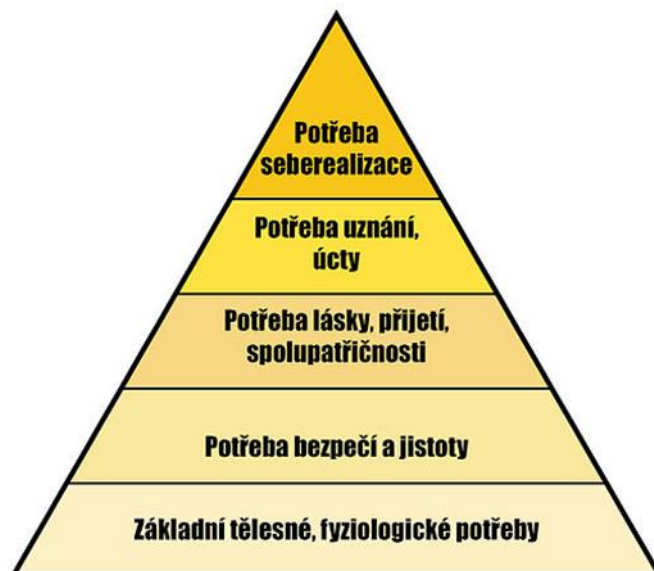 Potřeba
seberealizace
Potřeba uznání,
úcty
Potřeba lásky, přijetí,
spolupatřičnosti
Potřeba bezpečí a jistoty
Základní tělesné, fyziologické potřeby